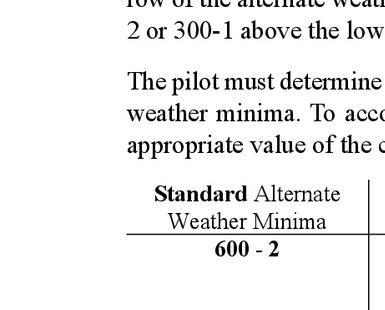 row of the alternate weath
2 or 300-1 above the low
The pilot must determine
weather minima. To acco
appropriate value of the c
Standard Alternate
Weather Minima
600 - 2